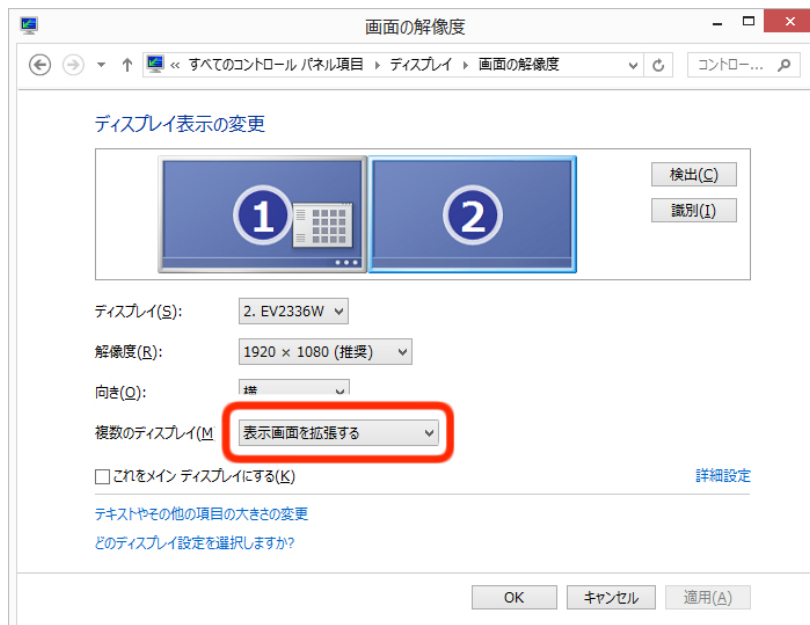 画面の解像度
« すべてのコントロール パネル項目 ▸ ディスプレイ ▸ 画面の解像度
コントロー...
ディスプレイ表示の変更
1
2
検出(C)
識別(I)
ディスプレイ(S): 2. EV2336W
解像度(R): 1920 × 1080 (推奨)
向き(O): 横
複数のディスプレイ(M 表示画面を拡張する
これをメイン ディスプレイにする(K)
詳細設定
テキストやその他の項目の大きさの変更
どのディスプレイ設定を選択しますか?
OK キャンセル 適用(A)